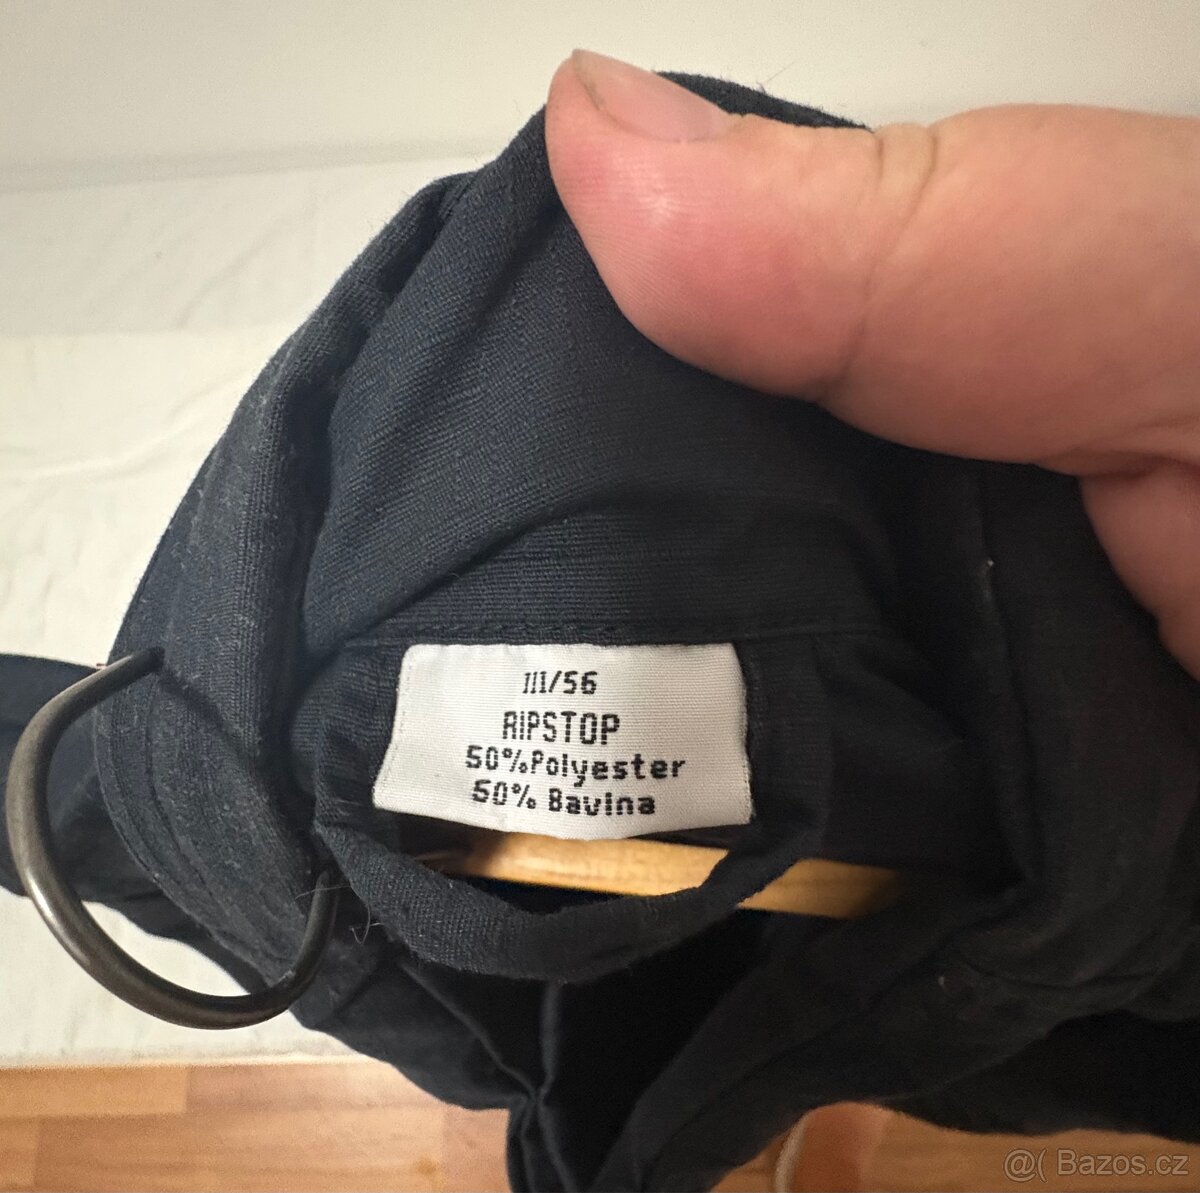 III/56
RIPSTOP
50%Polyester
50% Bavlna
@( Bazos.cz